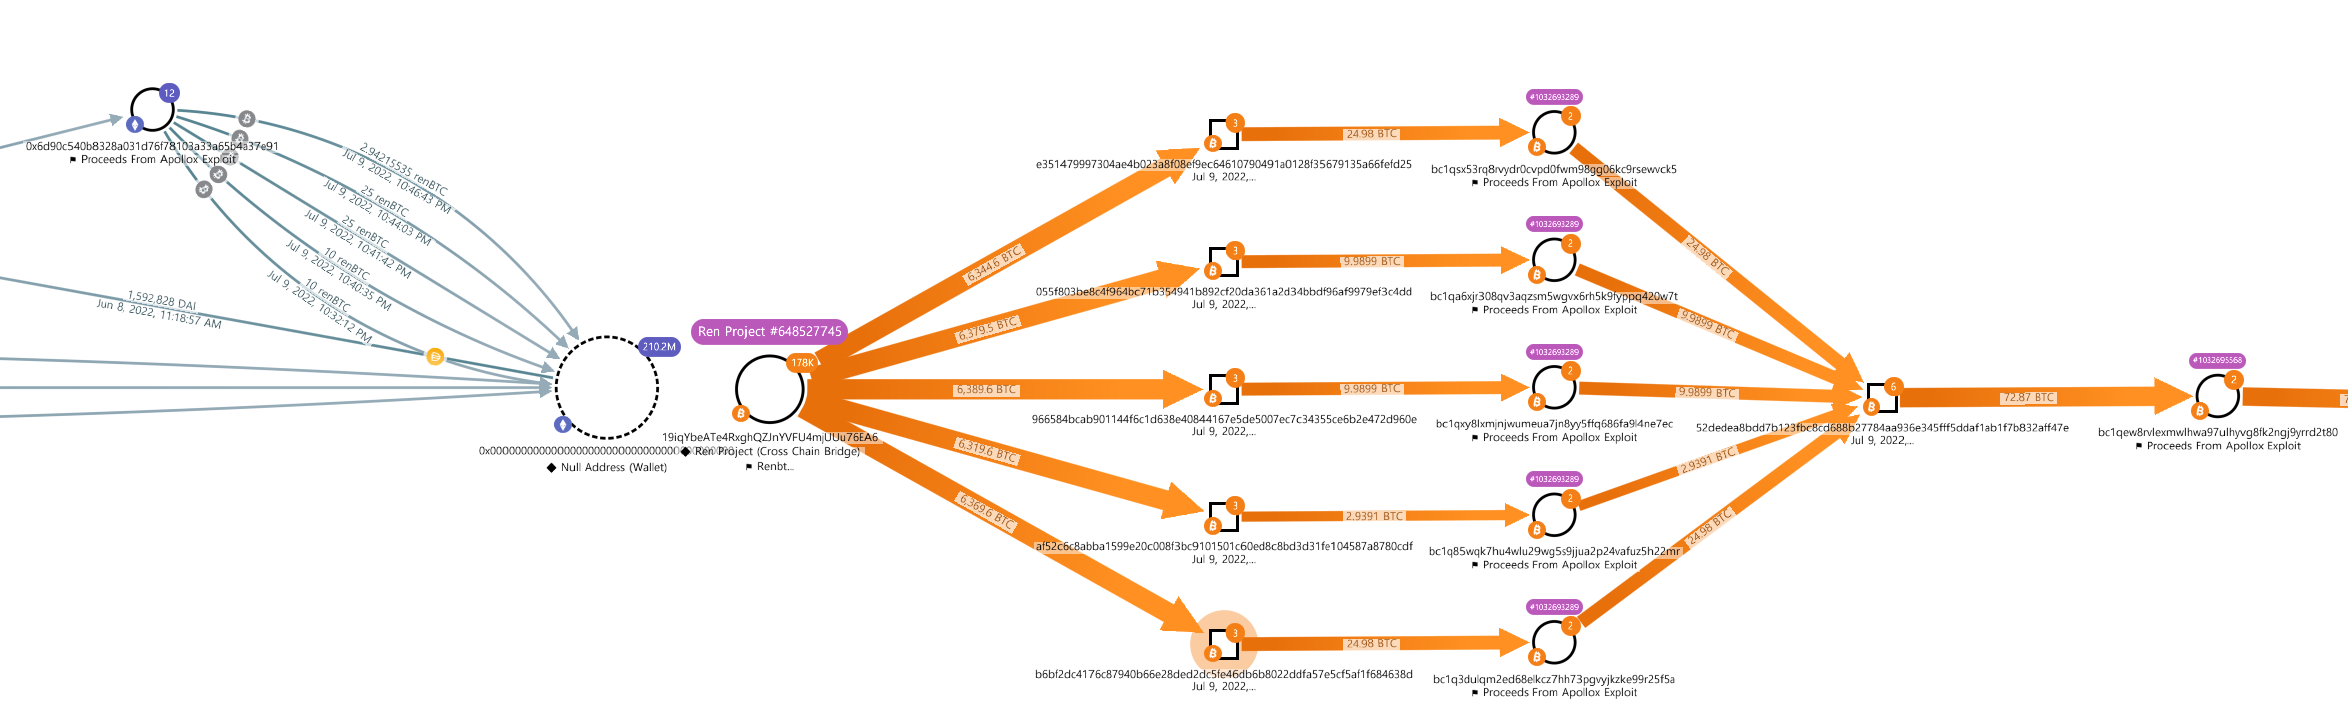 12
0x6d90c540b8328a031d76f78103a33a65b4a37e91
Proceeds From Apollox Exploit
2.94215535 renBTC
Jul 9, 2022, 10:46:43 PM
25 renBTC
Jul 9, 2022, 10:44:03 PM
25 renBTC
Jul 9, 2022, 10:41:42 PM
10 renBTC
Jul 9, 2022, 10:40:35 PM
10 renBTC
Jul 9, 2022, 10:32:12 PM
1,592,828 DAI
Jun 8, 2022, 11:18:57 AM
210.2M
Null Address (Wallet)
Ren Project #648527745
178K
19iqYbeATe4RxghQZJnYVFU4mjUUu76EA6
Ren Project (Cross Chain Bridge)
Renbt...
6,344.6 BTC
6,379.5 BTC
6,389.6 BTC
6,319.6 BTC
6,369.6 BTC
3
e351479997304ae4b023a8f08ef9ec64610790491a0128f35679135a66fefd25
Jul 9, 2022,...
3
055f803be8c4f964bc71b354941b892cf20da361a2d34bbdf96af9979ef3c4dd
Jul 9, 2022,...
3
966584bcab901144f6c1d638e40844167e5de5007ec7c34355ce6b2e472d960e
Jul 9, 2022,...
3
af52c6c8abba1599e20c008f3bc9101501c60ed8c8bd3d31fe104587a8780cdf
Jul 9, 2022,...
3
b6bf2dc4176c87940b66e28ded2dc5fe46db6b8022ddfa57e5cf5af1f684638d
Jul 9, 2022,...
24.98 BTC
9.9899 BTC
9.9899 BTC
2.9391 BTC
24.98 BTC
#1032693289
2
bc1qsx53rq8rvydr0cvpd0fwm98gg06kc9rsewvck5
Proceeds From Apollox Exploit
#1032693289
2
bc1qa6xjr308qv3aqzsm5wgvx6rh5k9fyppq420w7t
Proceeds From Apollox Exploit
#1032693289
2
bc1qxy8lxmjnjwumeua7jn8yy5ffq686fa9l4ne7ec
Proceeds From Apollox Exploit
#1032693289
2
bc1q85wqk7hu4wlu29wg5s9jjua2p24vafuz5h22mr
Proceeds From Apollox Exploit
#1032693289
2
bc1q3dulqm2ed68elkcz7hh73pgvyjkzke99r25f5a
Proceeds From Apollox Exploit
24.98 BTC
9.9899 BTC
9.9899 BTC
2.9391 BTC
24.98 BTC
6
52dedea8bdd7b123fbc8cd688b27784aa936e345fff5ddaf1ab1f7b832aff47e
Jul 9, 2022,...
72.87 BTC
#1032695568
2
bc1qew8rvlexmwlhwa97ulhyvg8fk2ngj9yrrd2t80
Proceeds From Apollox Exploit